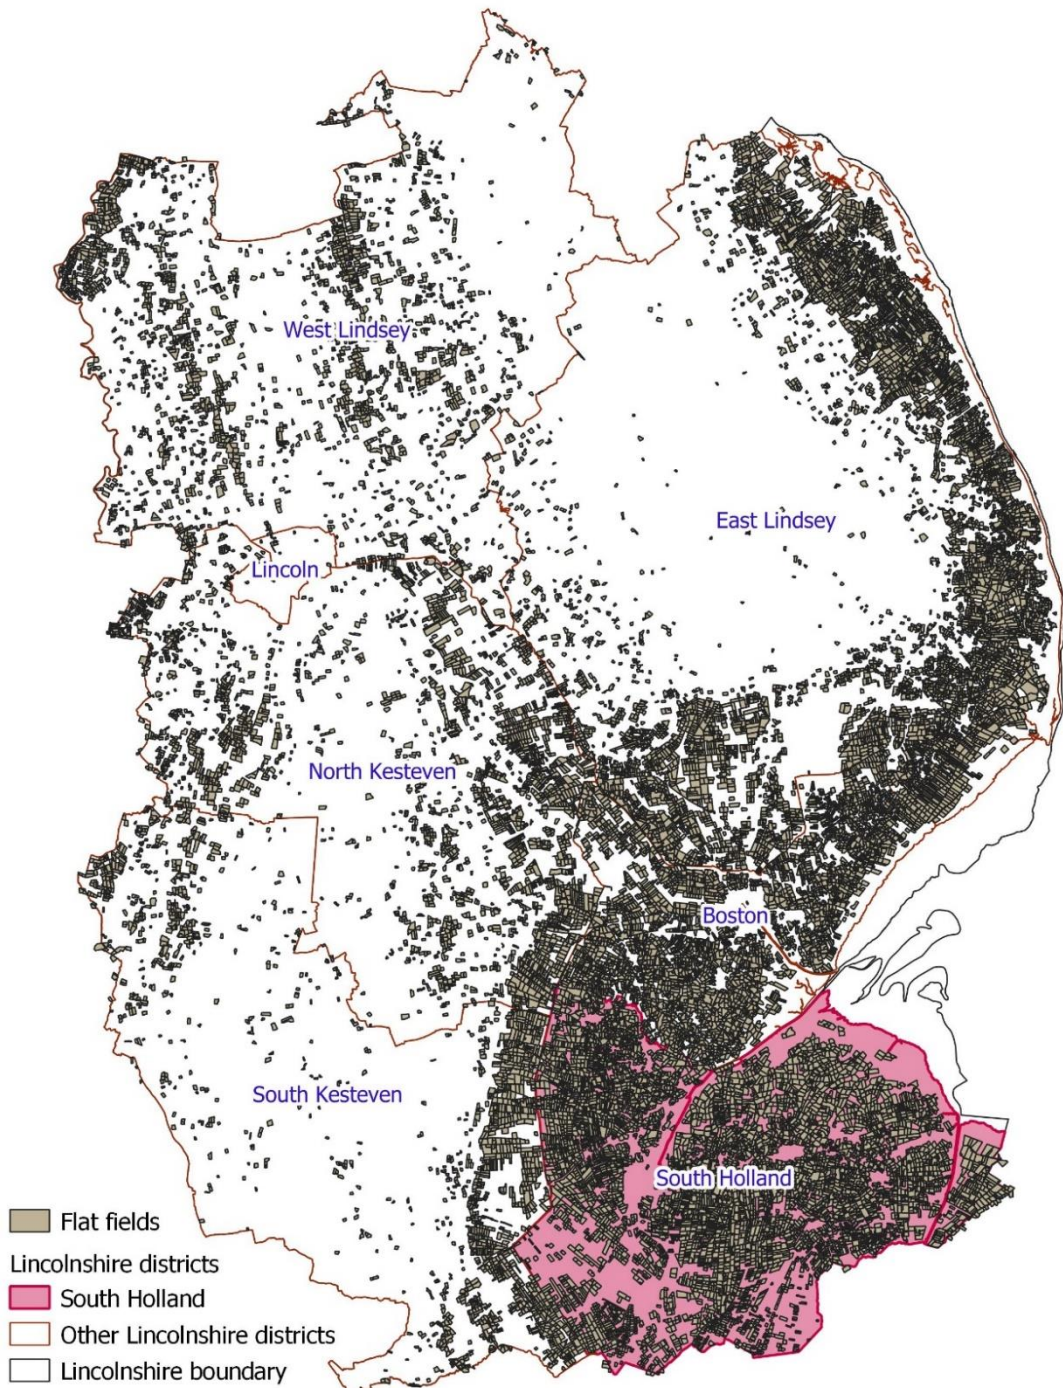 West Lindsey
East Lindsey
Lincoln
North Kesteven
Boston
South Kesteven
South Holland
Flat fields
Lincolnshire districts
South Holland
Other Lincolnshire districts
Lincolnshire boundary